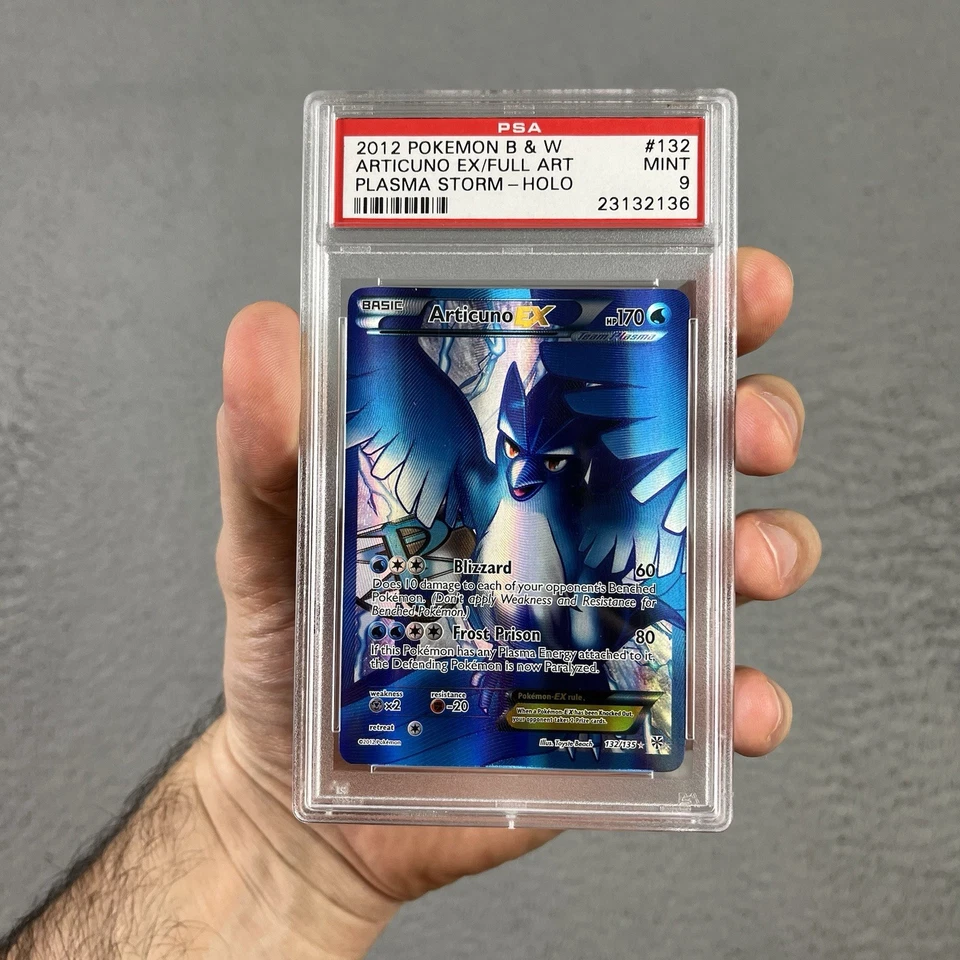 PSA
2012 POKEMON B & W #132
ARTICUNO EX/FULL ART MINT
PLASMA STORM – HOLO 9
23132136
BASIC Articuno EX HP170
Team Plasma
Blizzard 60
Does 10 damage to each of your opponent's Benched
Pokémon. (Don't apply Weakness and Resistance for
Benched Pokémon.)
Frost Prison 80
If this Pokémon has any Plasma Energy attached to it,
the Defending Pokémon is now Paralyzed.
weakness resistance
×2 -20
retreat
Pokémon-EX rule
When a Pokémon-EX has been Knocked Out,
your opponent takes 2 Prize cards.
©2012 Pokémon Illus. Tryste Beach 132/135